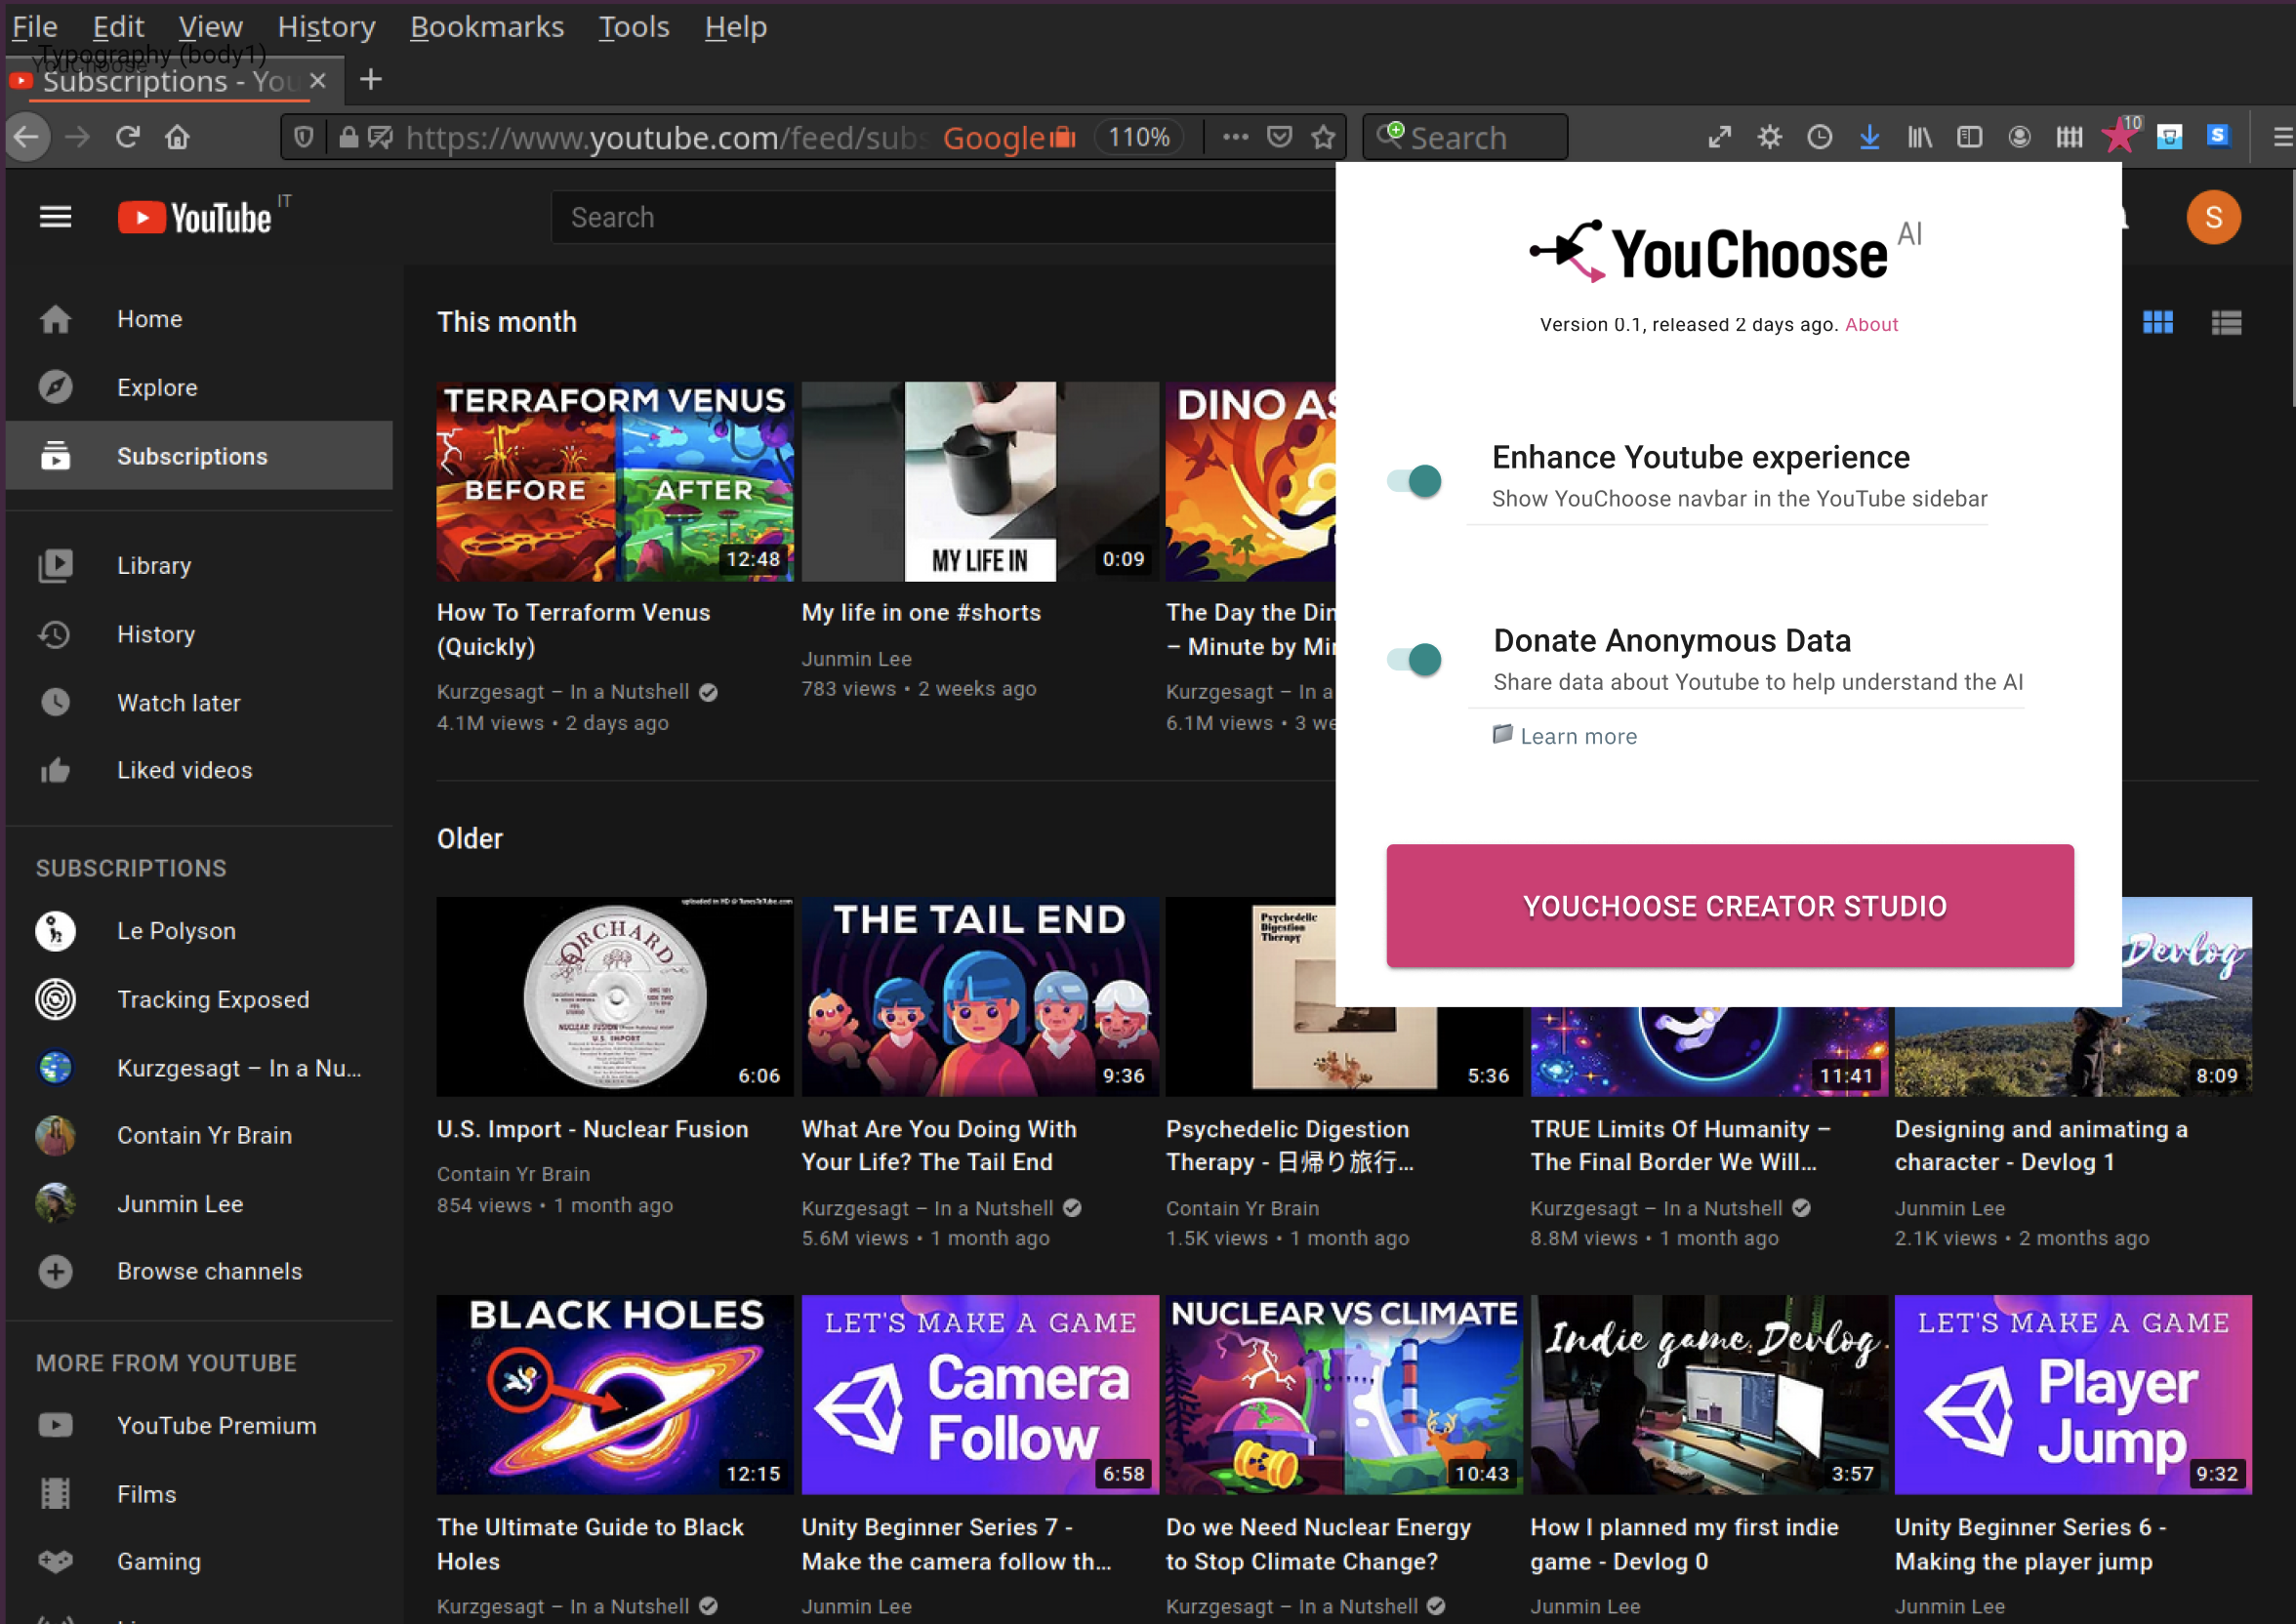 File Edit View History Bookmarks Tools Help
Typography (body1)
YouChoose
Subscriptions - You
https://www.youtube.com/feed/subs Google 110% Search 10 S
YouTube IT
Search
S
Home
Explore
Subscriptions
Library
History
Watch later
Liked videos
SUBSCRIPTIONS
Le Polyson
Tracking Exposed
Kurzgesagt – In a Nu...
Contain Yr Brain
Junmin Lee
Browse channels
MORE FROM YOUTUBE
YouTube Premium
Films
Gaming
This month
TERRAFORM VENUS
BEFORE AFTER
12:48
How To Terraform Venus
(Quickly)
Kurzgesagt – In a Nutshell
4.1M views • 2 days ago
MY LIFE IN
0:09
My life in one #shorts
Junmin Lee
783 views • 2 weeks ago
DINO AS
The Day the Din
– Minute by Min
Kurzgesagt – In a
6.1M views • 3 we
YouChoose AI
Version 0.1, released 2 days ago. About
Enhance Youtube experience
Show YouChoose navbar in the YouTube sidebar
Donate Anonymous Data
Share data about Youtube to help understand the AI
Learn more
YOUCHOOSE CREATOR STUDIO
Older
uploaded in HD @ TunesToTube.com
ORCHARD
NUCLEAR FUSION
U.S. IMPORT
6:06
U.S. Import - Nuclear Fusion
Contain Yr Brain
854 views • 1 month ago
THE TAIL END
9:36
What Are You Doing With
Your Life? The Tail End
Kurzgesagt – In a Nutshell
5.6M views • 1 month ago
Psychedelic
Digestion
Therapy
5:36
Psychedelic Digestion
Therapy - 日帰り旅行...
Contain Yr Brain
1.5K views • 1 month ago
11:41
TRUE Limits Of Humanity –
The Final Border We Will...
Kurzgesagt – In a Nutshell
8.8M views • 1 month ago
Devlog
8:09
Designing and animating a
character - Devlog 1
Junmin Lee
2.1K views • 2 months ago
BLACK HOLES
12:15
The Ultimate Guide to Black
Holes
Kurzgesagt – In a Nutshell
LET'S MAKE A GAME
Camera
Follow
6:58
Unity Beginner Series 7 -
Make the camera follow th...
Junmin Lee
NUCLEAR VS CLIMATE
10:43
Do we Need Nuclear Energy
to Stop Climate Change?
Kurzgesagt – In a Nutshell
Indie game Devlog
3:57
How I planned my first indie
game - Devlog 0
Junmin Lee
LET'S MAKE A GAME
Player
Jump
9:32
Unity Beginner Series 6 -
Making the player jump
Junmin Lee